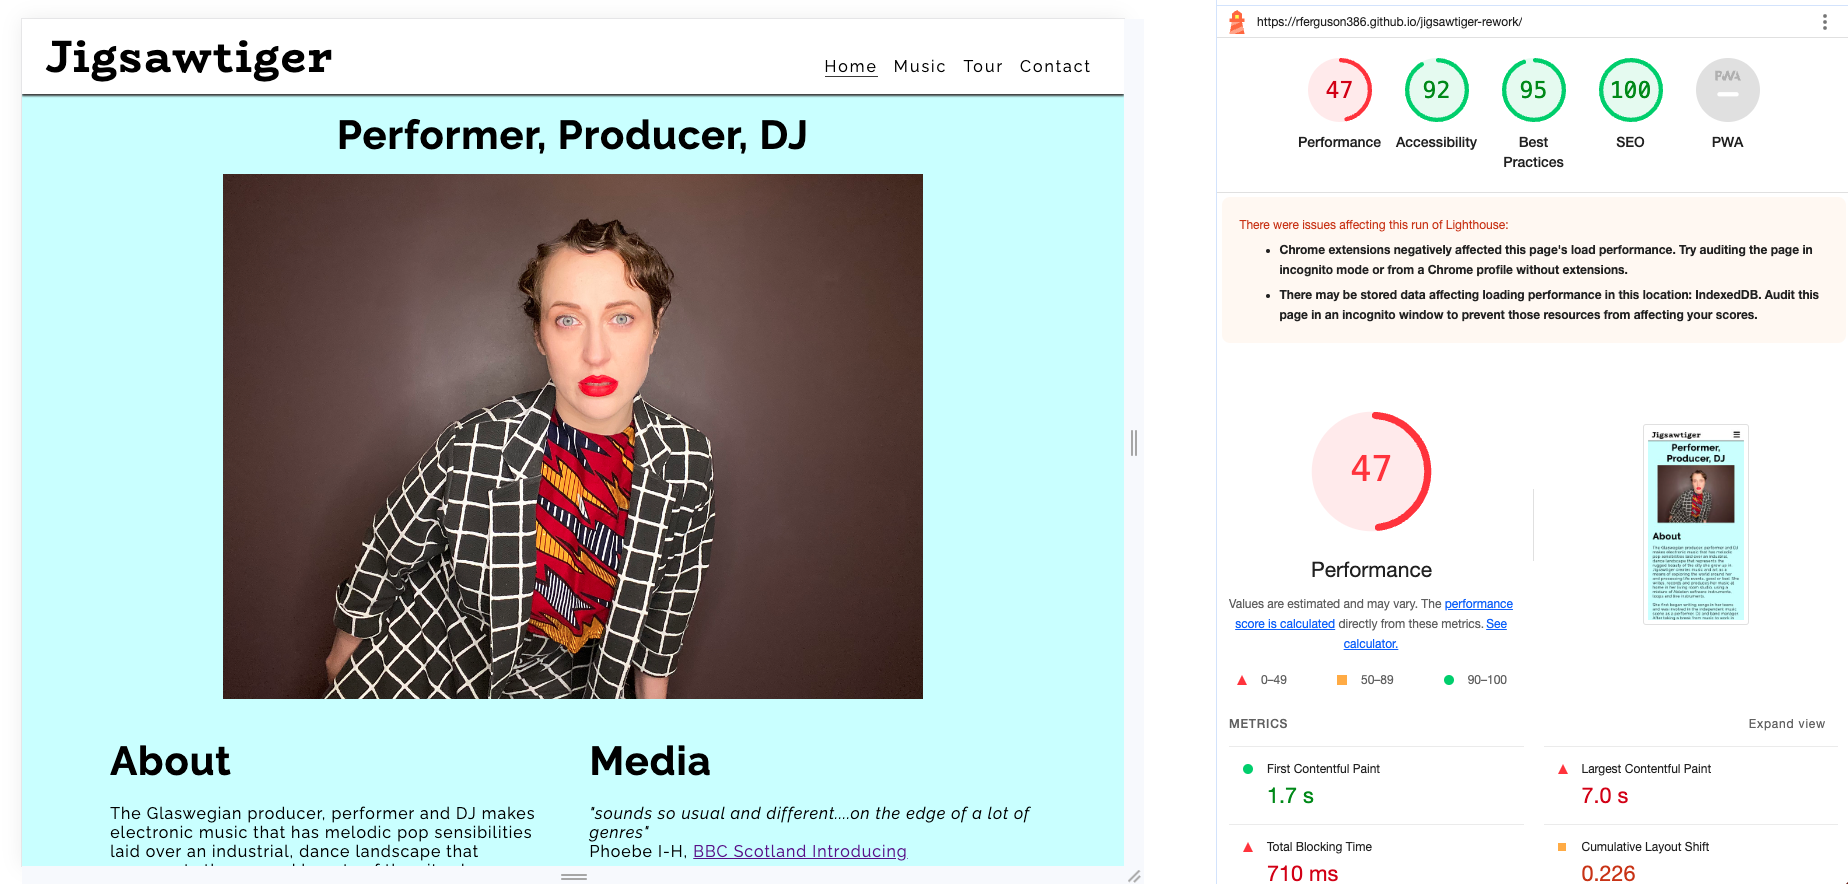 Jigsawtiger
Home Music Tour Contact
Performer, Producer, DJ
About
The Glaswegian producer, performer and DJ makes
electronic music that has melodic pop sensibilities
laid over an industrial, dance landscape that
Media
"sounds so usual and different....on the edge of a lot of
genres"
Phoebe I-H, BBC Scotland Introducing
https://rferguson386.github.io/jigsawtiger-rework/
47
92
95
100
PWA
Performance
Accessibility
Best
Practices
SEO
PWA
There were issues affecting this run of Lighthouse:
• Chrome extensions negatively affected this page's load performance. Try auditing the page in
incognito mode or from a Chrome profile without extensions.
• There may be stored data affecting loading performance in this location: IndexedDB. Audit this
page in an incognito window to prevent those resources from affecting your scores.
47
Performance
Values are estimated and may vary. The performance
score is calculated directly from these metrics. See
calculator.
0–49
50–89
90–100
Jigsawtiger
Performer,
Producer, DJ
About
METRICS
Expand view
First Contentful Paint
1.7 s
Largest Contentful Paint
7.0 s
Total Blocking Time
710 ms
Cumulative Layout Shift
0.226